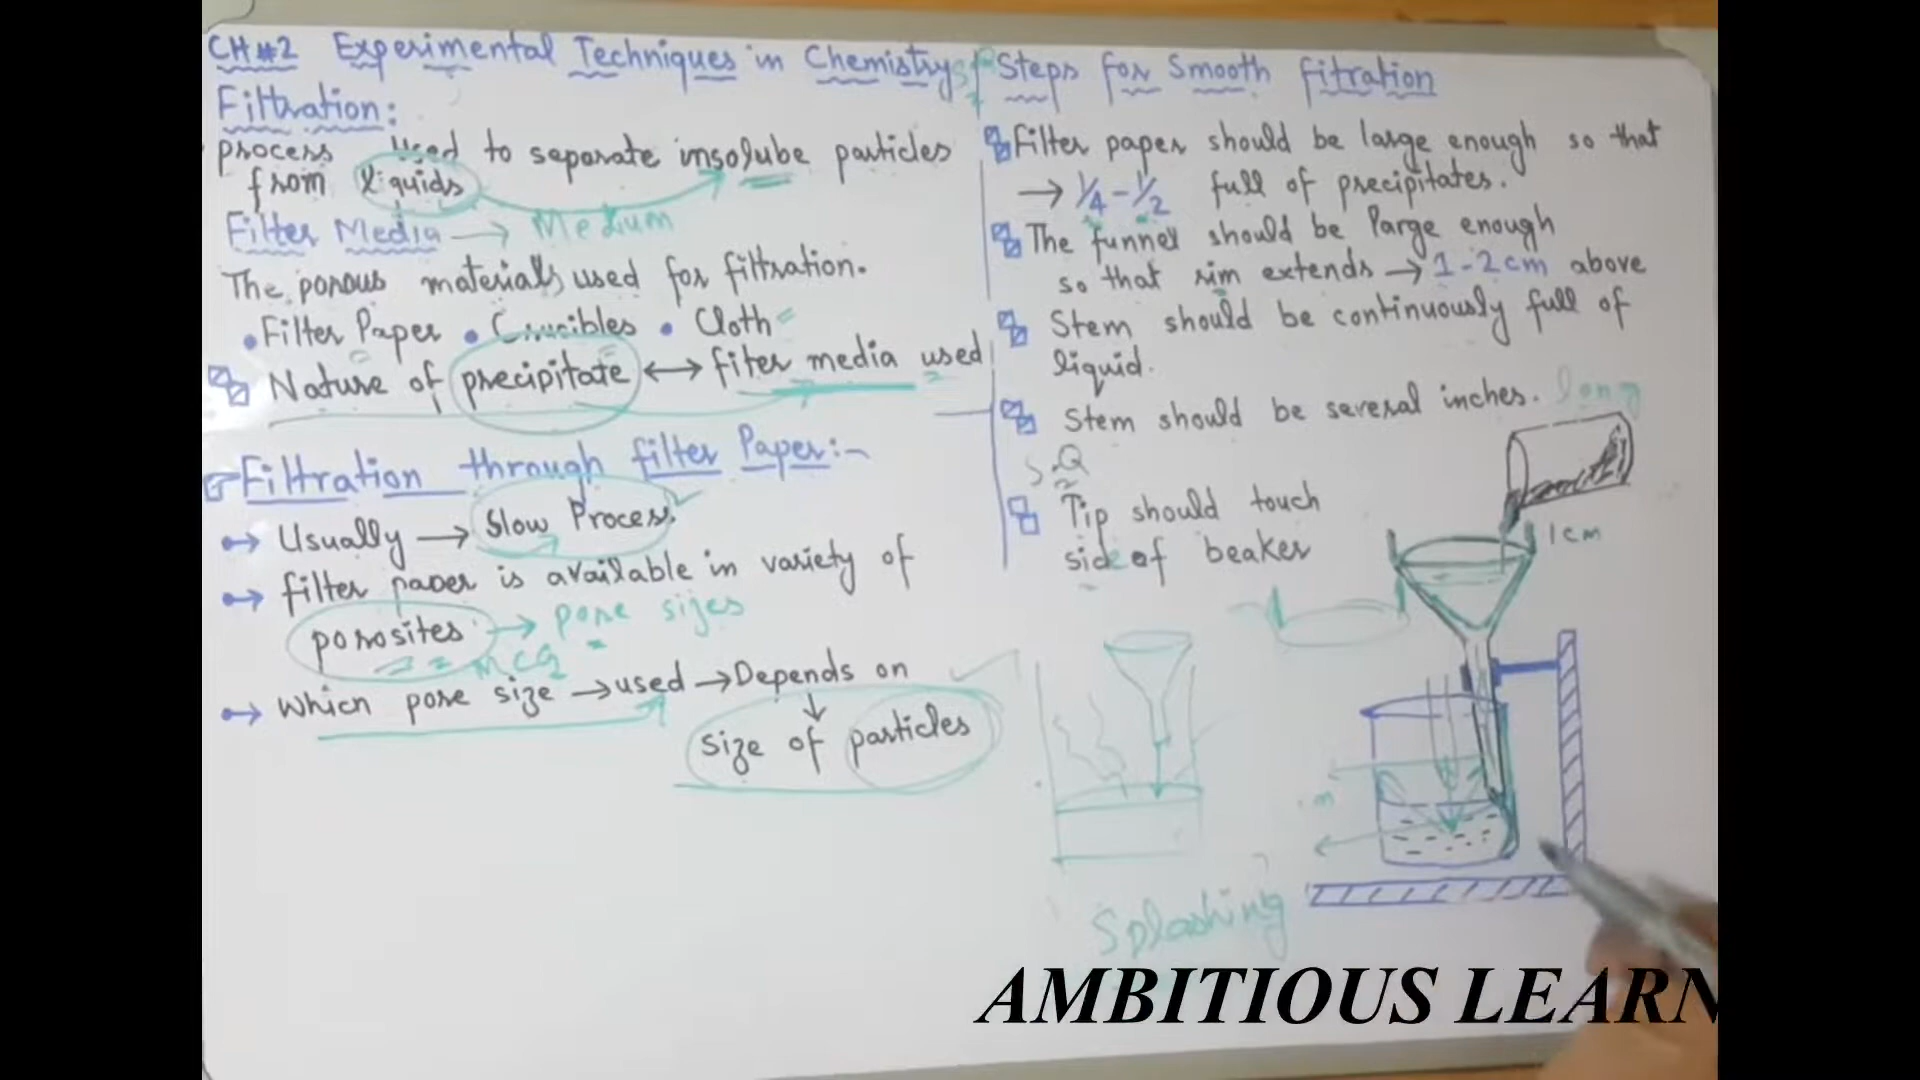 CH#2 Experimental Techniques in Chemistry
Filtration:
process used to separate insolube particles
from liquids
Filter Media → Medium
The porous materials used for filtration.
• Filter Paper • Crucibles • Cloth
Nature of precipitate ↔ fiter media used
Filtration through filter Paper:-
Usually → Slow Process
filter paper is available in variety of
porosites → pore sizes
MCQ
Which pore size → used → Depends on
↓
size of particles
Steps for Smooth fitration
Filter paper should be large enough so that
→ 1/4 - 1/2 full of precipitates.
The funnel should be large enough
so that rim extends → 1-2cm above
Stem should be continuously full of
liquid.
Stem should be several inches. long
S.Q
Tip should touch
side of beaker
1cm
Splashing
AMBITIOUS LEARN